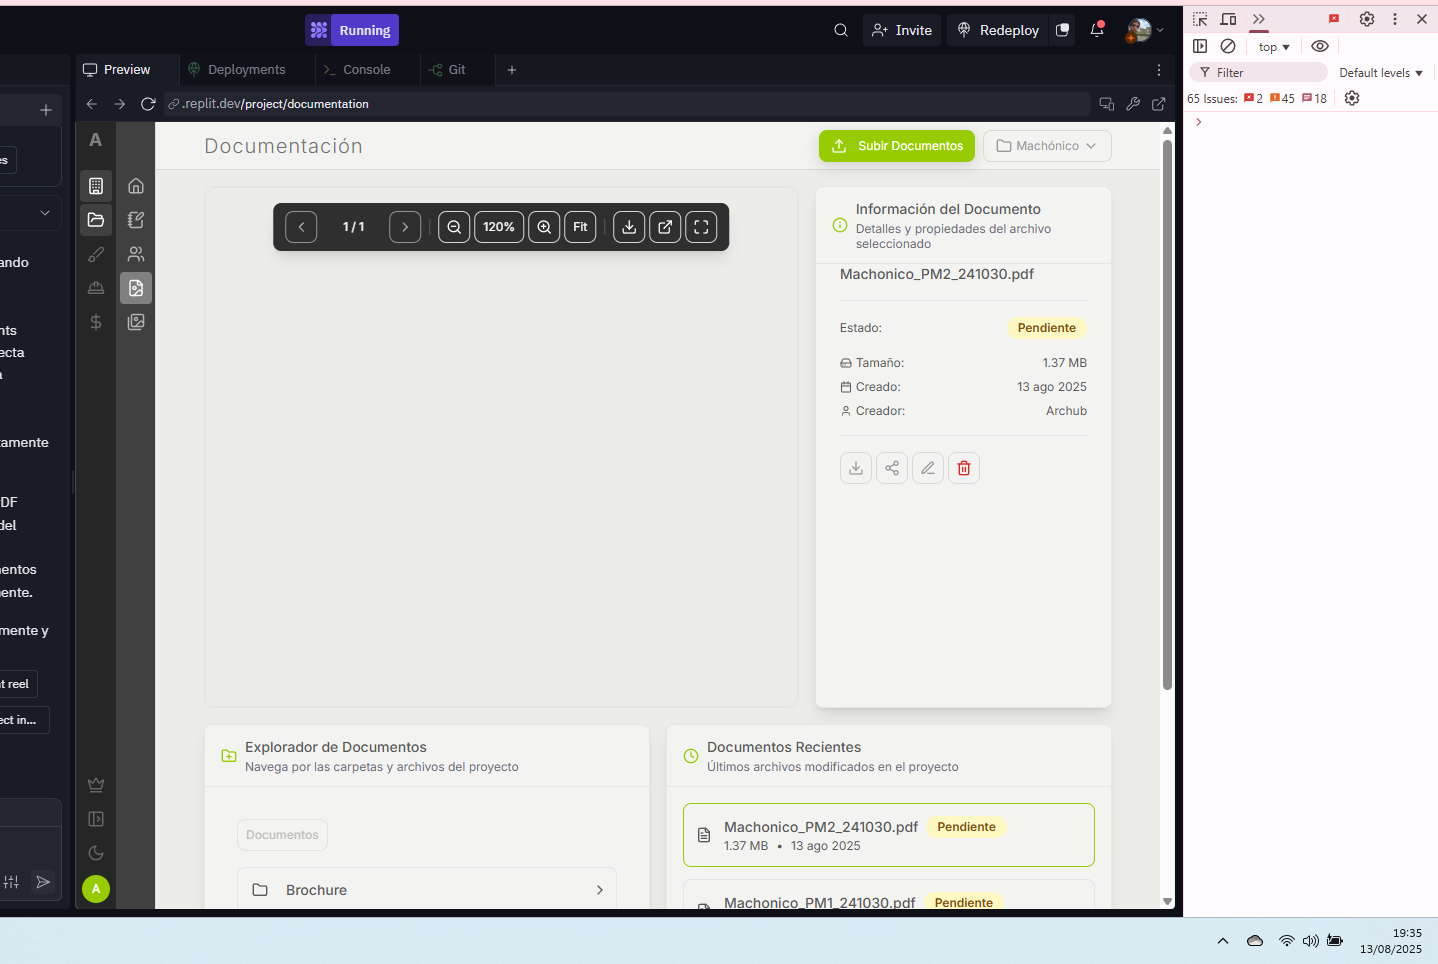 Running
Invite
Redeploy
top
Preview
Deployments
Console
Git
Filter
Default levels
.replit.dev/project/documentation
65 Issues: 2 45 18
A
Documentación
Subir Documentos
Machónico
es
1 / 1
120%
Fit
Información del Documento
Detalles y propiedades del archivo
seleccionado
Machonico_PM2_241030.pdf
Estado:
Pendiente
Tamaño:
1.37 MB
Creado:
13 ago 2025
Creador:
Archub
ando
nts
ecta
a
tamente
PDF
del
nentos
nente.
mente y
t reel
ect in...
Explorador de Documentos
Navega por las carpetas y archivos del proyecto
Documentos
Brochure
Documentos Recientes
Últimos archivos modificados en el proyecto
Machonico_PM2_241030.pdf
Pendiente
1.37 MB • 13 ago 2025
Machonico_PM1_241030.pdf
Pendiente
A
19:35
13/08/2025